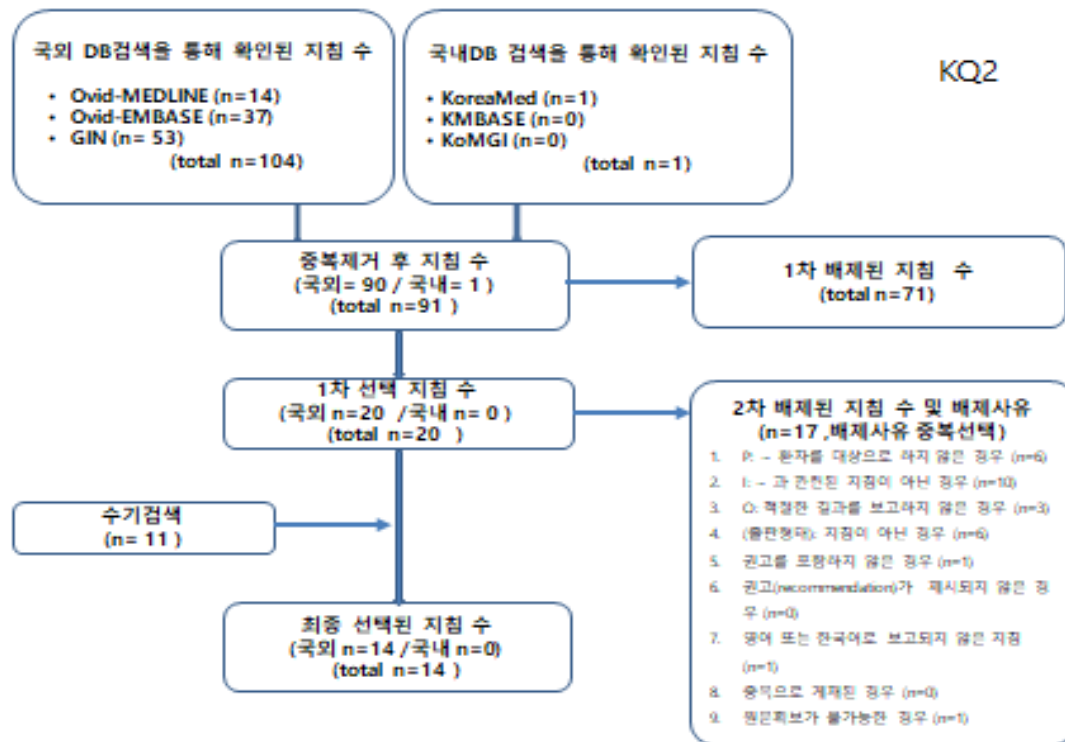 국외 DB검색을 통해 확인된 지침 수
• Ovid-MEDLINE (n=14)
• Ovid-EMBASE (n=37)
• GIN (n= 53)
(total n=104)
국내DB 검색을 통해 확인된 지침 수
• KoreaMed (n=1)
• KMBASE (n=0)
• KoMGI (n=0)
(total n=1)
KQ2
중복제거 후 지침 수
(국외= 90 / 국내= 1 )
(total n=91 )
1차 배제된 지침 수
(total n=71)
1차 선택 지침 수
(국외 n=20 /국내 n= 0 )
(total n=20 )
2차 배제된 지침 수 및 배제사유
(n=17 ,배제사유 중복선택 )
1. P: – 환자를 대상으로 하지 않은 경우 (n=6)
2. I: – 과 관련된 지침이 아닌 경우 (n=10)
3. O: 적절한 결과를 보고하지 않은 경우 (n=3)
4. (출판형태): 지침이 아닌 경우 (n=6)
5. 권고를 포함하지 않은 경우 (n=1)
6. 권고(recommendation)가 제시되지 않은 경
우 (n=0)
7. 영어 또는 한국어로 보고되지 않은 지침
(n=1)
8. 중복으로 게재된 경우 (n=0)
9. 원문확보가 불가능한 경우 (n=1)
수기검색
(n= 11 )
최종 선택된 지침 수
(국외 n=14 /국내 n=0)
(total n=14 )